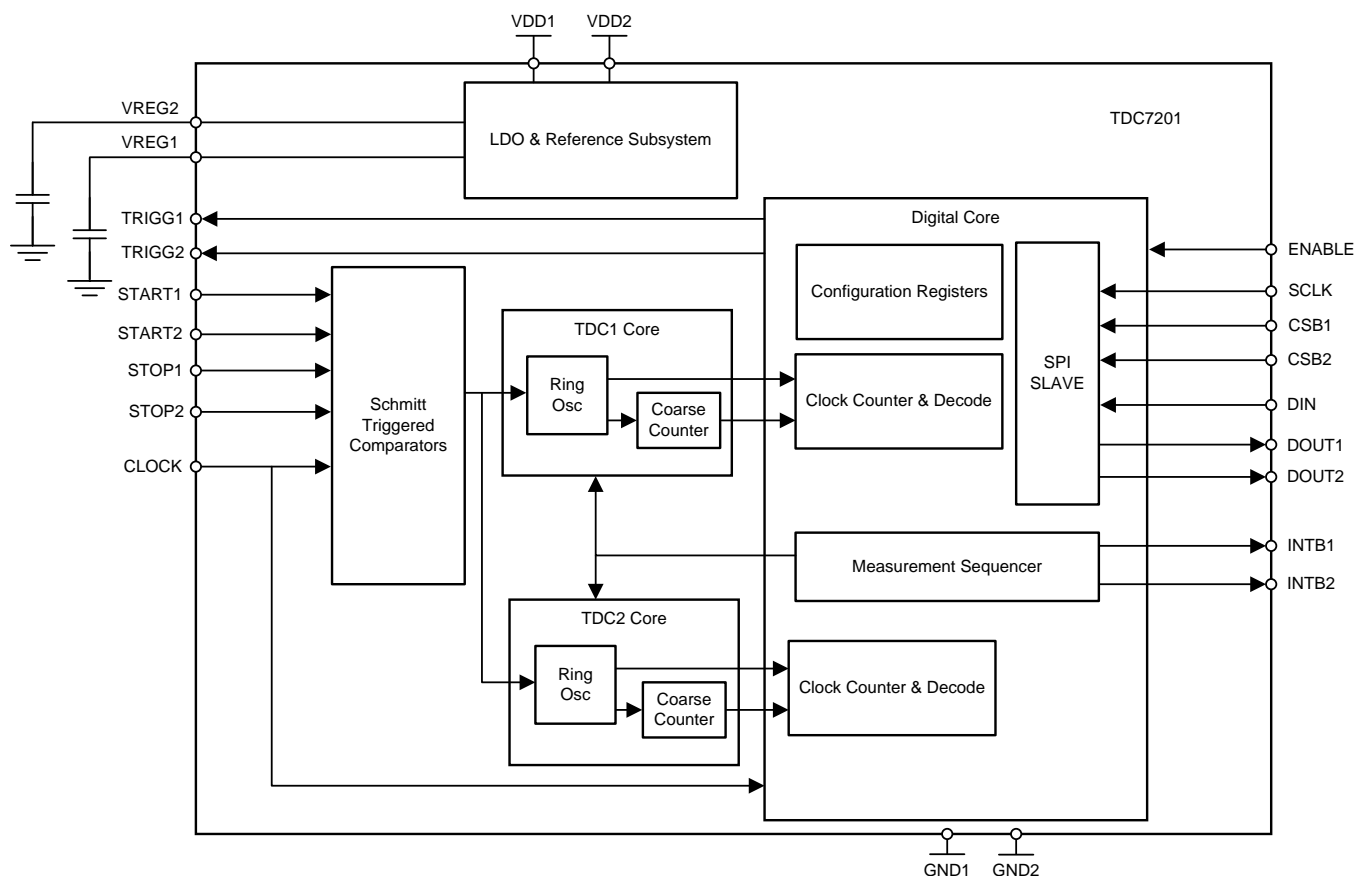 VDD1
VDD2
VREG2
VREG1
LDO & Reference Subsystem
TDC7201
TRIGG1
TRIGG2
START1
START2
STOP1
STOP2
CLOCK
Schmitt
Triggered
Comparators
TDC1 Core
Ring
Osc
Coarse
Counter
TDC2 Core
Ring
Osc
Coarse
Counter
Digital Core
Configuration Registers
Clock Counter & Decode
SPI
SLAVE
Measurement Sequencer
Clock Counter & Decode
ENABLE
SCLK
CSB1
CSB2
DIN
DOUT1
DOUT2
INTB1
INTB2
GND1
GND2